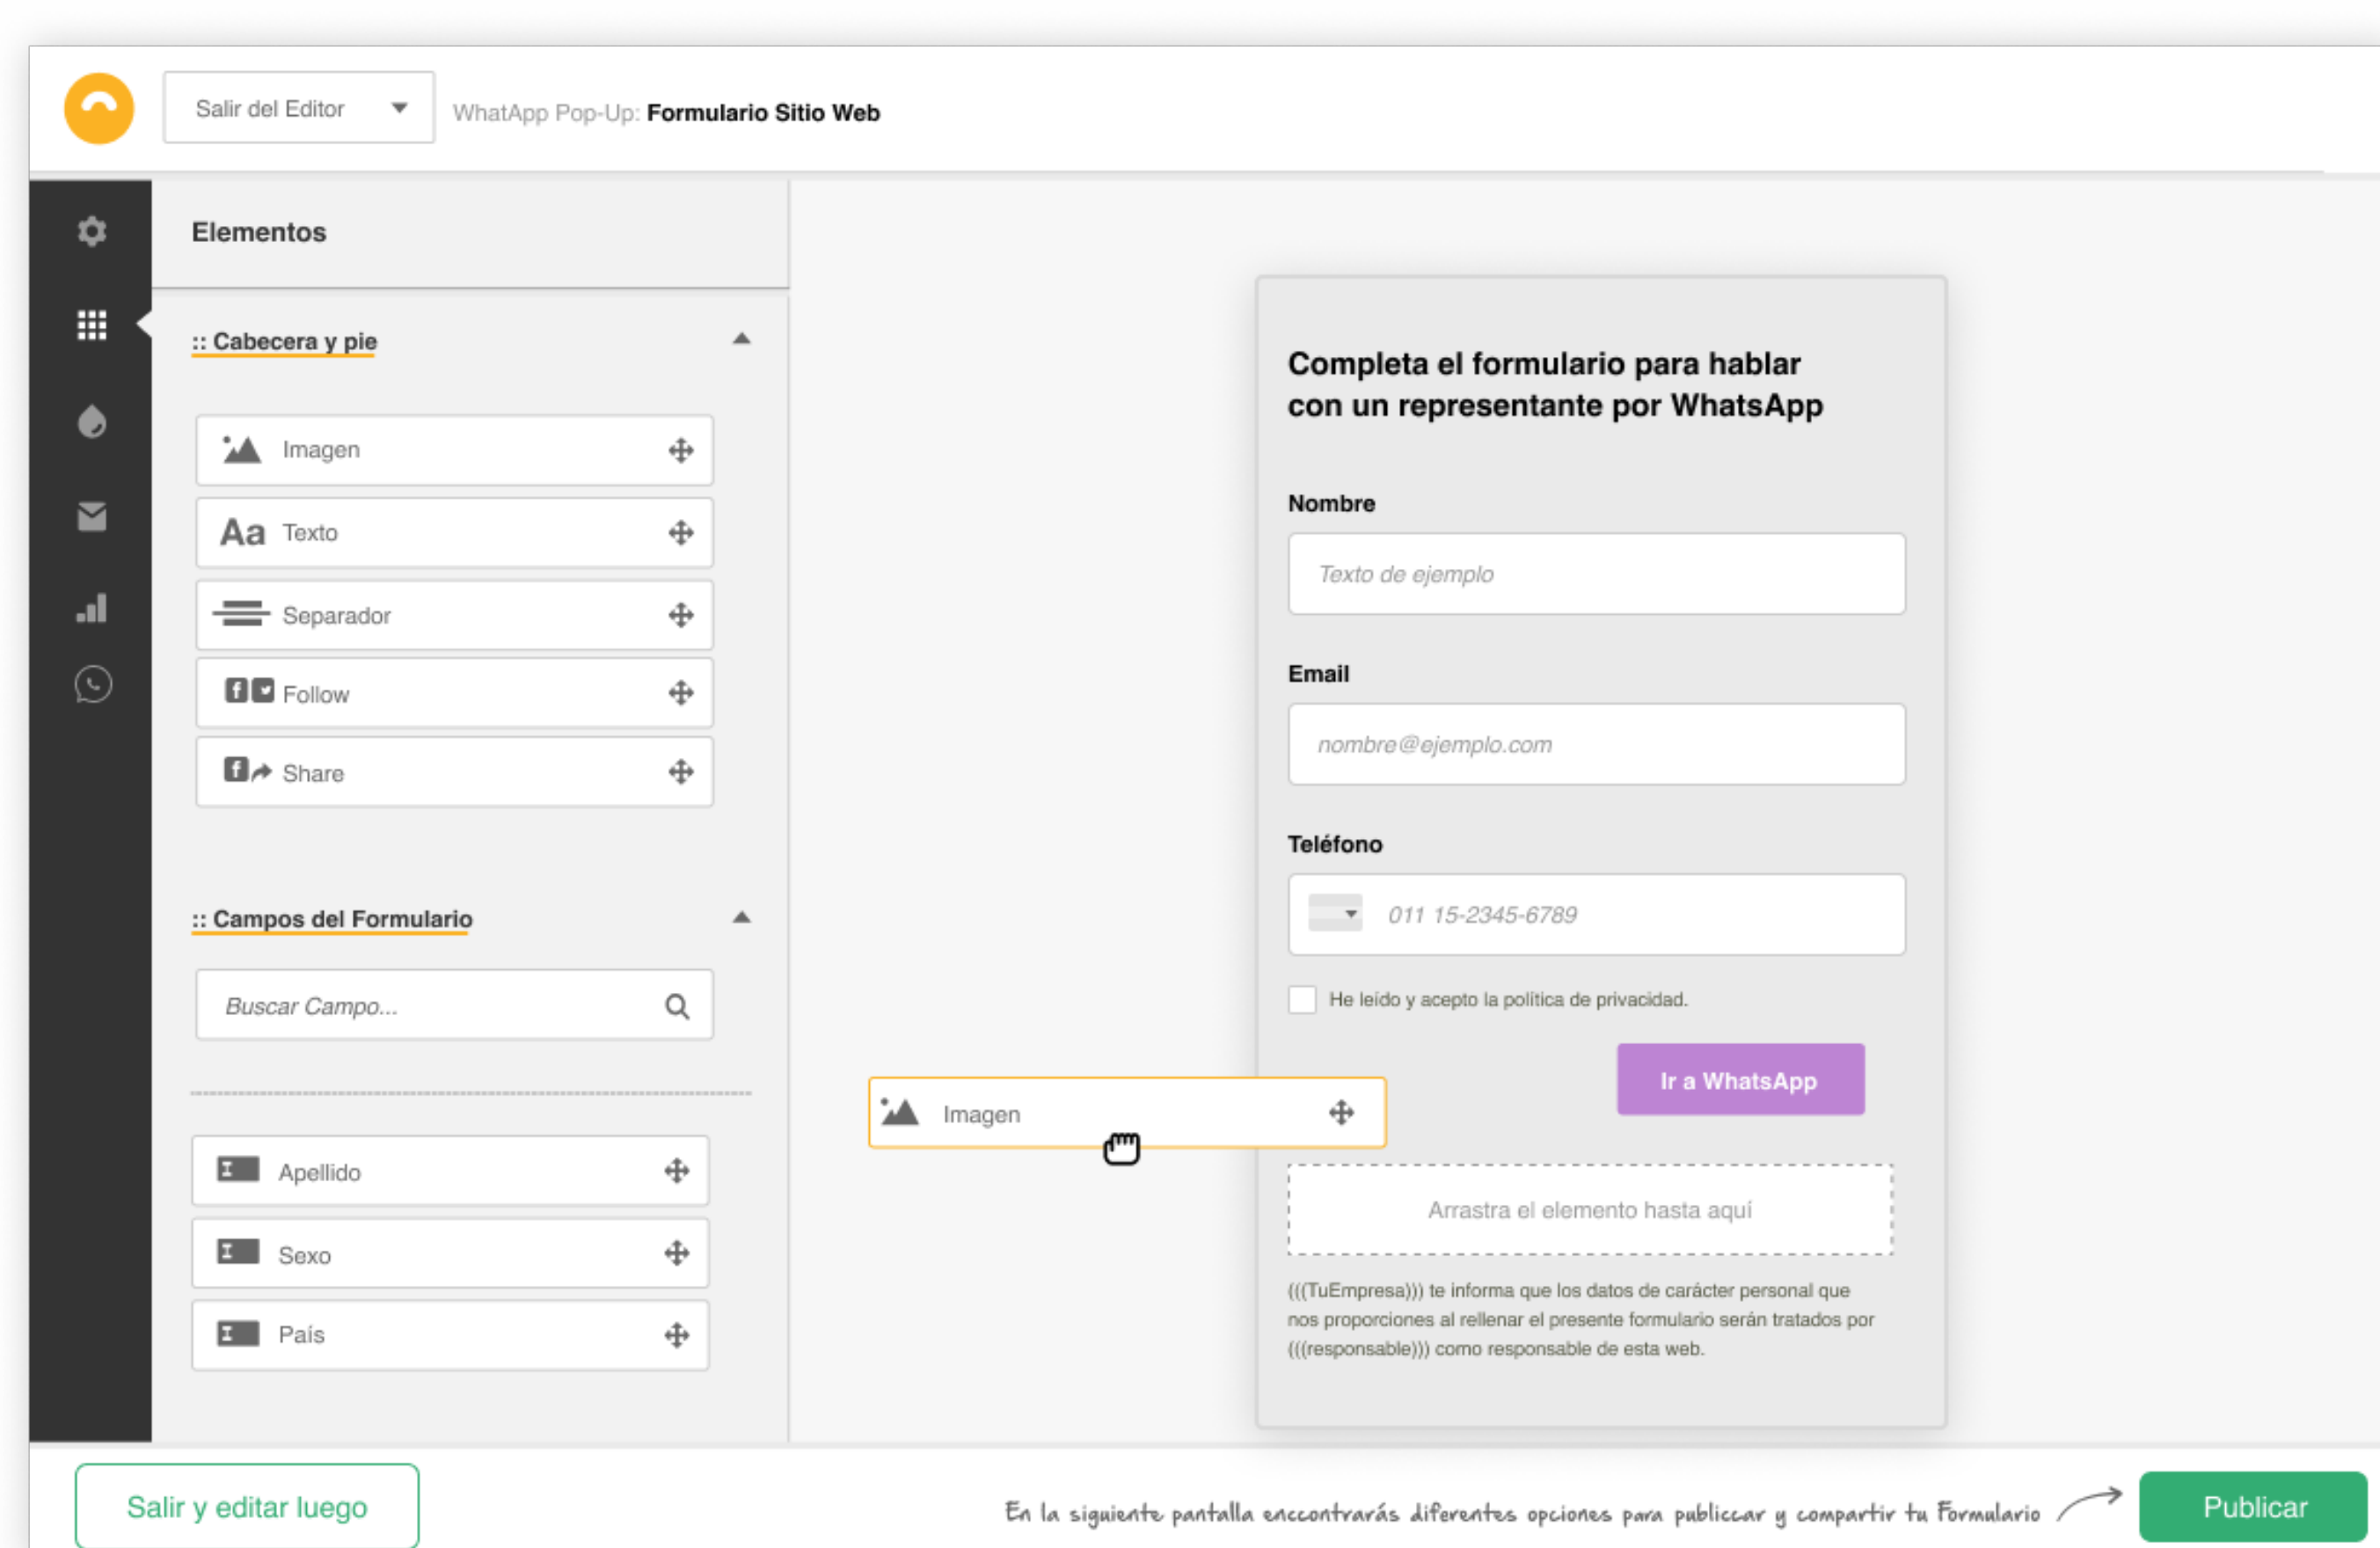 Salir del Editor
WhatApp Pop-Up: Formulario Sitio Web
Elementos
:: Cabecera y pie
Imagen
Aa Texto
Separador
Follow
Share
:: Campos del Formulario
Buscar Campo...
Apellido
Sexo
País
Completa el formulario para hablar
con un representante por WhatsApp
Nombre
Texto de ejemplo
Email
nombre@ejemplo.com
Teléfono
011 15-2345-6789
He leído y acepto la política de privacidad.
Ir a WhatsApp
Imagen
Arrastra el elemento hasta aquí
(((TuEmpresa))) te informa que los datos de carácter personal que
nos proporciones al rellenar el presente formulario serán tratados por
(((responsable))) como responsable de esta web.
Salir y editar luego
En la siguiente pantalla enccontrarás diferentes opciones para publiccar y compartir tu Formulario
Publicar